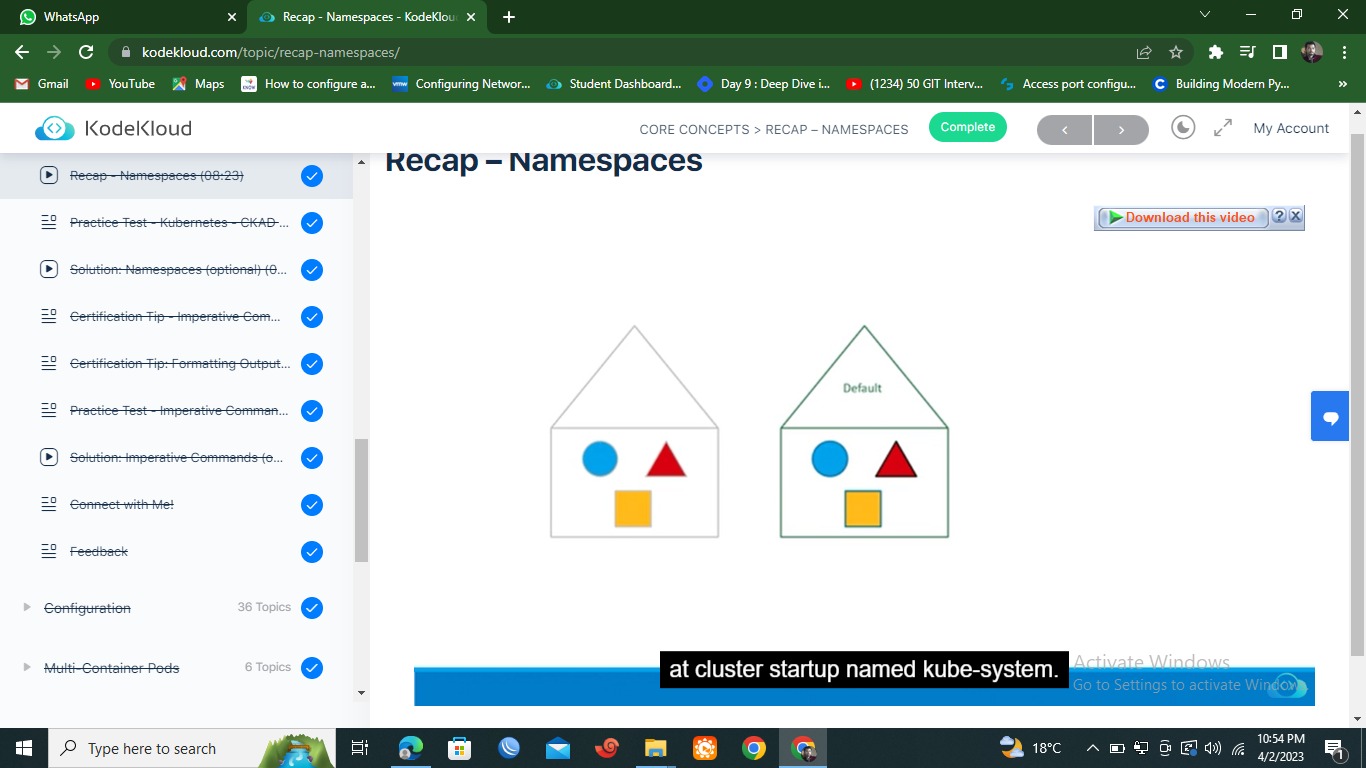 WhatsApp
Recap - Namespaces - KodeKlou
kodekloud.com/topic/recap-namespaces/
Gmail
YouTube
Maps
How to configure a...
Configuring Networ...
Student Dashboard...
Day 9 : Deep Dive i...
(1234) 50 GIT Interv...
Access port configu...
Building Modern Py...
»
KodeKloud
CORE CONCEPTS > RECAP – NAMESPACES
Complete
My Account
Recap - Namespaces (08:23)
Practice Test - Kubernetes - CKAD ...
Solution: Namespaces (optional) (0...
Certification Tip - Imperative Com...
Certification Tip: Formatting Output...
Practice Test - Imperative Comman...
Solution: Imperative Commands (o...
Connect with Me!
Feedback
Configuration 36 Topics
Multi-Container Pods 6 Topics
Recap – Namespaces
Download this video
Default
at cluster startup named kube-system.
Activate Windows
Go to Settings to activate Windows.
Type here to search
18°C
10:54 PM
4/2/2023
1